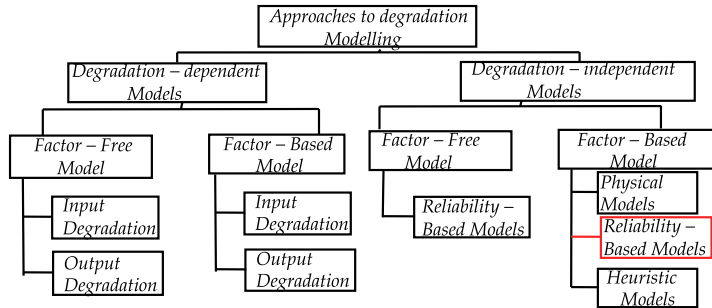 Approaches to degradation
Modelling
Degradation – dependent
Models
Degradation – independent
Models
Factor – Free
Model
Factor – Based
Model
Factor – Free
Model
Factor – Based
Model
Input
Degradation
Output
Degradation
Input
Degradation
Output
Degradation
Reliability –
Based Models
Physical
Models
Reliability –
Based Models
Heuristic
Models